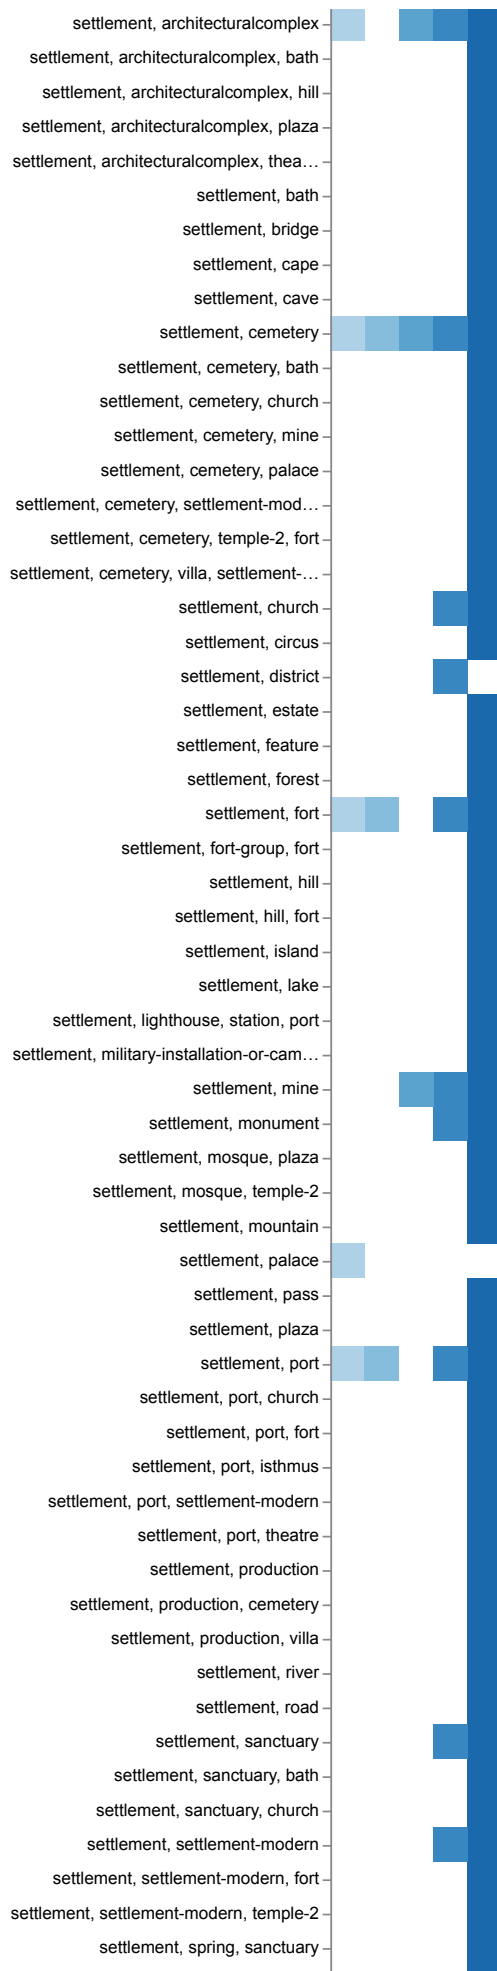 settlement, architecturalcomplex
settlement, architecturalcomplex, bath
settlement, architecturalcomplex, hill
settlement, architecturalcomplex, plaza
settlement, architecturalcomplex, thea…
settlement, bath
settlement, bridge
settlement, cape
settlement, cave
settlement, cemetery
settlement, cemetery, bath
settlement, cemetery, church
settlement, cemetery, mine
settlement, cemetery, palace
settlement, cemetery, settlement-mod…
settlement, cemetery, temple-2, fort
settlement, cemetery, villa, settlement-…
settlement, church
settlement, circus
settlement, district
settlement, estate
settlement, feature
settlement, forest
settlement, fort
settlement, fort-group, fort
settlement, hill
settlement, hill, fort
settlement, island
settlement, lake
settlement, lighthouse, station, port
settlement, military-installation-or-cam…
settlement, mine
settlement, monument
settlement, mosque, plaza
settlement, mosque, temple-2
settlement, mountain
settlement, palace
settlement, pass
settlement, plaza
settlement, port
settlement, port, church
settlement, port, fort
settlement, port, isthmus
settlement, port, settlement-modern
settlement, port, theatre
settlement, production
settlement, production, cemetery
settlement, production, villa
settlement, river
settlement, road
settlement, sanctuary
settlement, sanctuary, bath
settlement, sanctuary, church
settlement, settlement-modern
settlement, settlement-modern, fort
settlement, settlement-modern, temple-2
settlement, spring, sanctuary